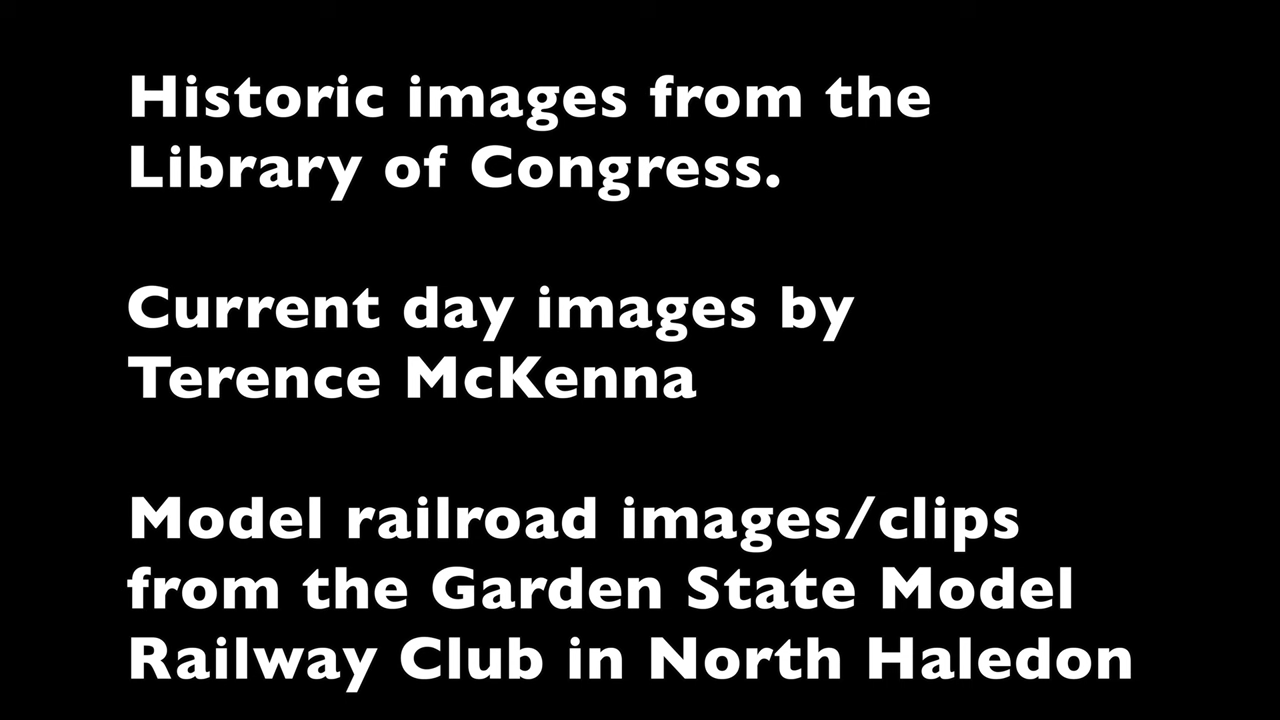 Historic images from the
Library of Congress.
Current day images by
Terence McKenna
Model railroad images/clips
from the Garden State Model
Railway Club in North Haledon